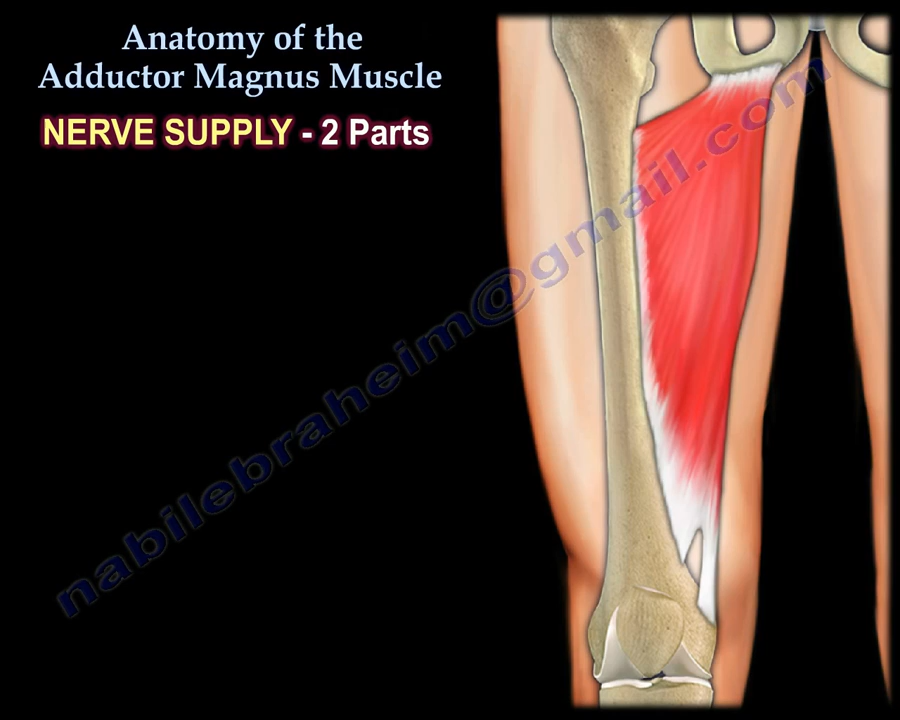 Anatomy of the
Adductor Magnus Muscle
NERVE SUPPLY - 2 Parts
nabilebraheim@gmail.com